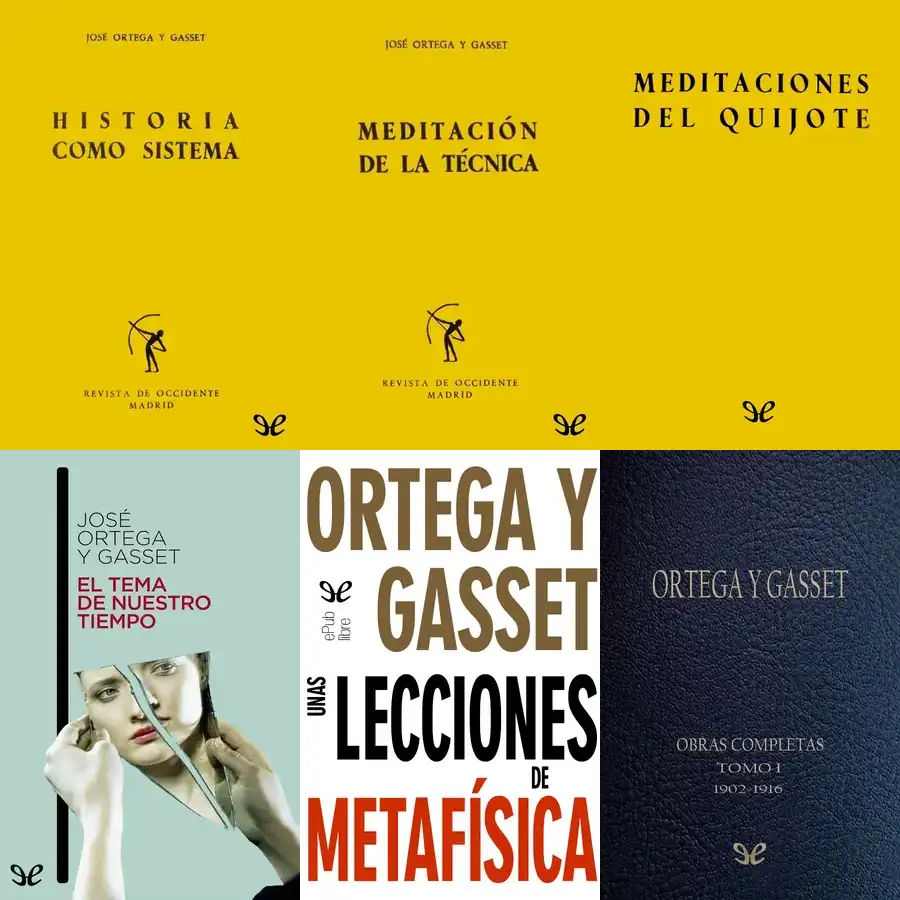 JOSÉ ORTEGA Y GASSET
HISTORIA
COMO SISTEMA
REVISTA DE OCCIDENTE
MADRID
JOSÉ ORTEGA Y GASSET
MEDITACIÓN
DE LA TÉCNICA
REVISTA DE OCCIDENTE
MADRID
MEDITACIONES
DEL QUIJOTE
JOSÉ
ORTEGA
Y GASSET
EL TEMA
DE NUESTRO
TIEMPO
ORTEGA Y
GASSET
ePub
libre
UNAS
LECCIONES
DE
METAFÍSICA
ORTEGA Y GASSET
OBRAS COMPLETAS
TOMO I
1902-1916